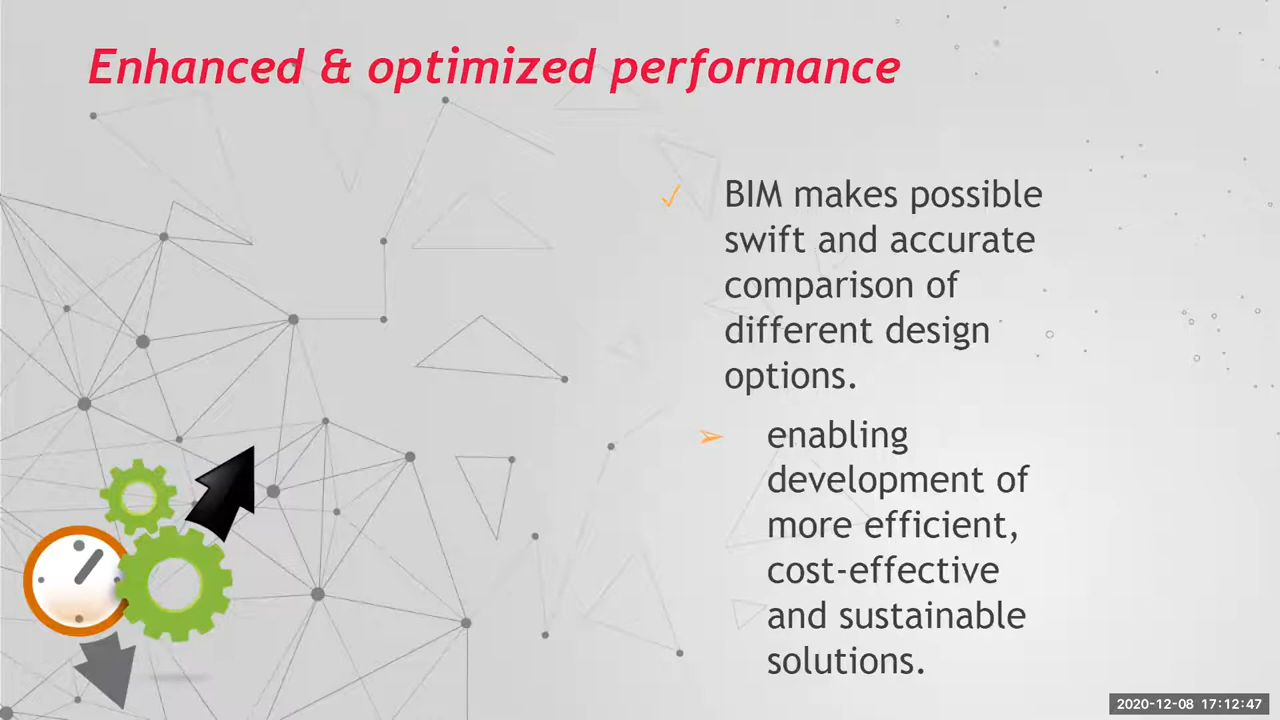 Enhanced & optimized performance
✓ BIM makes possible
swift and accurate
comparison of
different design
options.
➢ enabling
development of
more efficient,
cost-effective
and sustainable
solutions.
2020-12-08 17:12:47